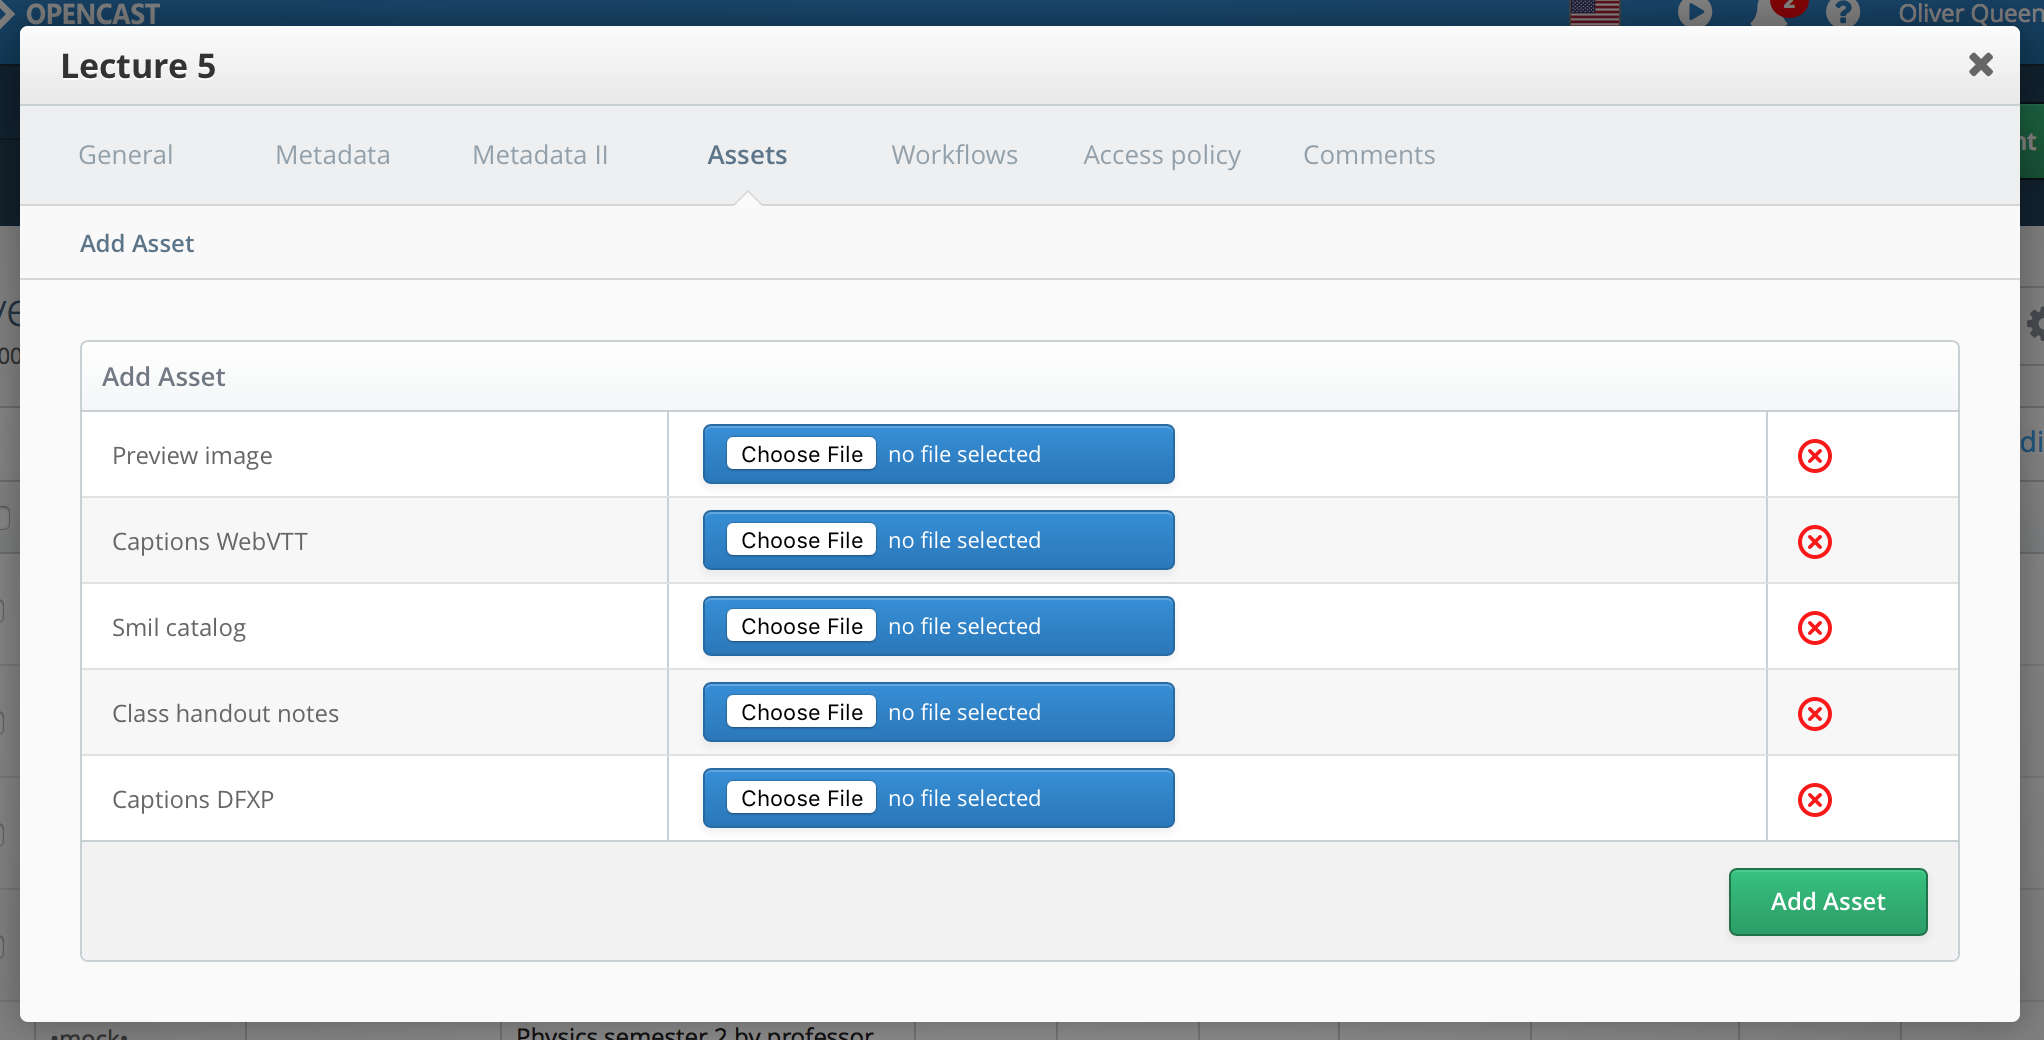 OPENCAST
2
?
Oliver Queen
Lecture 5
General Metadata Metadata II Assets Workflows Access policy Comments
Add Asset
Add Asset
Preview image Choose File no file selected
Captions WebVTT Choose File no file selected
Smil catalog Choose File no file selected
Class handout notes Choose File no file selected
Captions DFXP Choose File no file selected
Add Asset
Physics semester 2 by professor